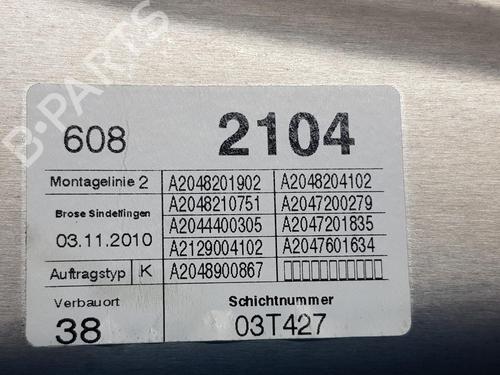 B-PARTS
608 2104
Montagelinie 2 A2048201902 A2048204102
Brose Sindelfingen A2048210751 A2047200279
03.11.2010 A2044400305 A2047201835
A2129004102 A2047601634
Auftragstyp K A2048900867 □□□□□□□□□□□
Verbauort Schichtnummer
38 03T427